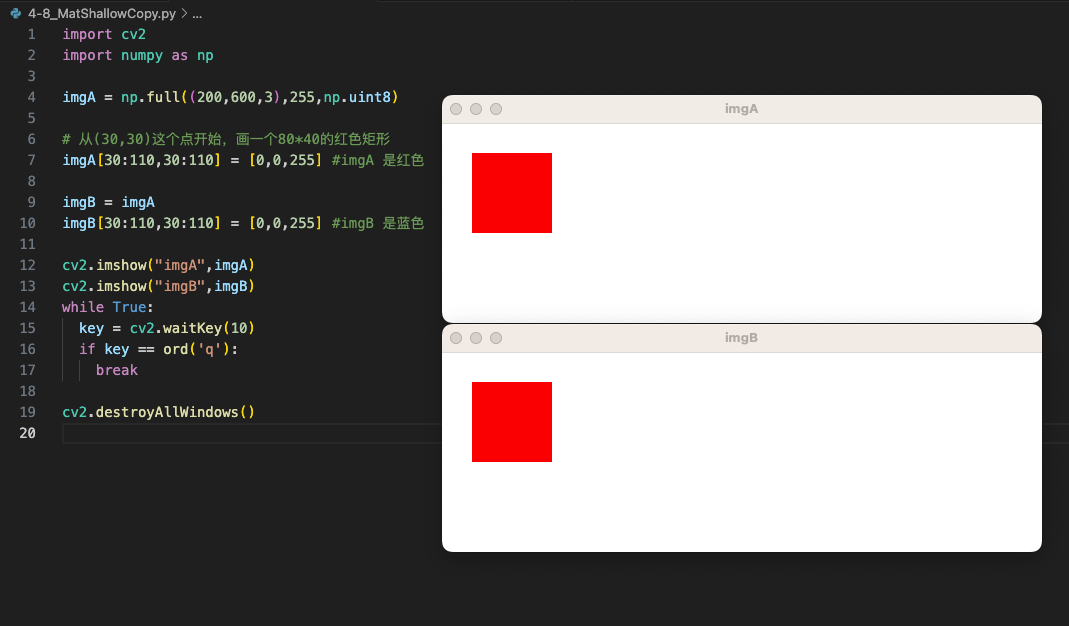 4-8_MatShallowCopy.py > ...
1 import cv2
2 import numpy as np
3
4 imgA = np.full((200,600,3),255,np.uint8)
5
6 # 从(30,30)这个点开始，画一个80*40的红色矩形
7 imgA[30:110,30:110] = [0,0,255] #imgA 是红色
8
9 imgB = imgA
10 imgB[30:110,30:110] = [0,0,255] #imgB 是蓝色
11
12 cv2.imshow("imgA",imgA)
13 cv2.imshow("imgB",imgB)
14 while True:
15 key = cv2.waitKey(10)
16 if key == ord('q'):
17 break
18
19 cv2.destroyAllWindows()
20
imgA
imgB